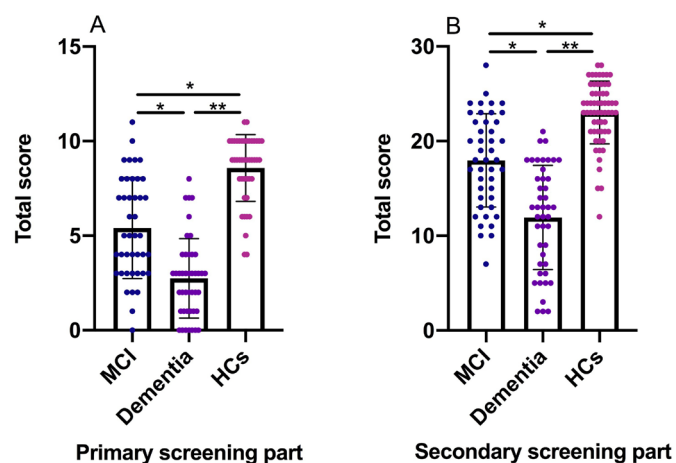 A
15
10
5
0
Total score
*
* **
MCI
Dementia
HCs
Primary screening part
B
30
20
10
0
Total score
*
* **
MCI
Dementia
HCs
Secondary screening part